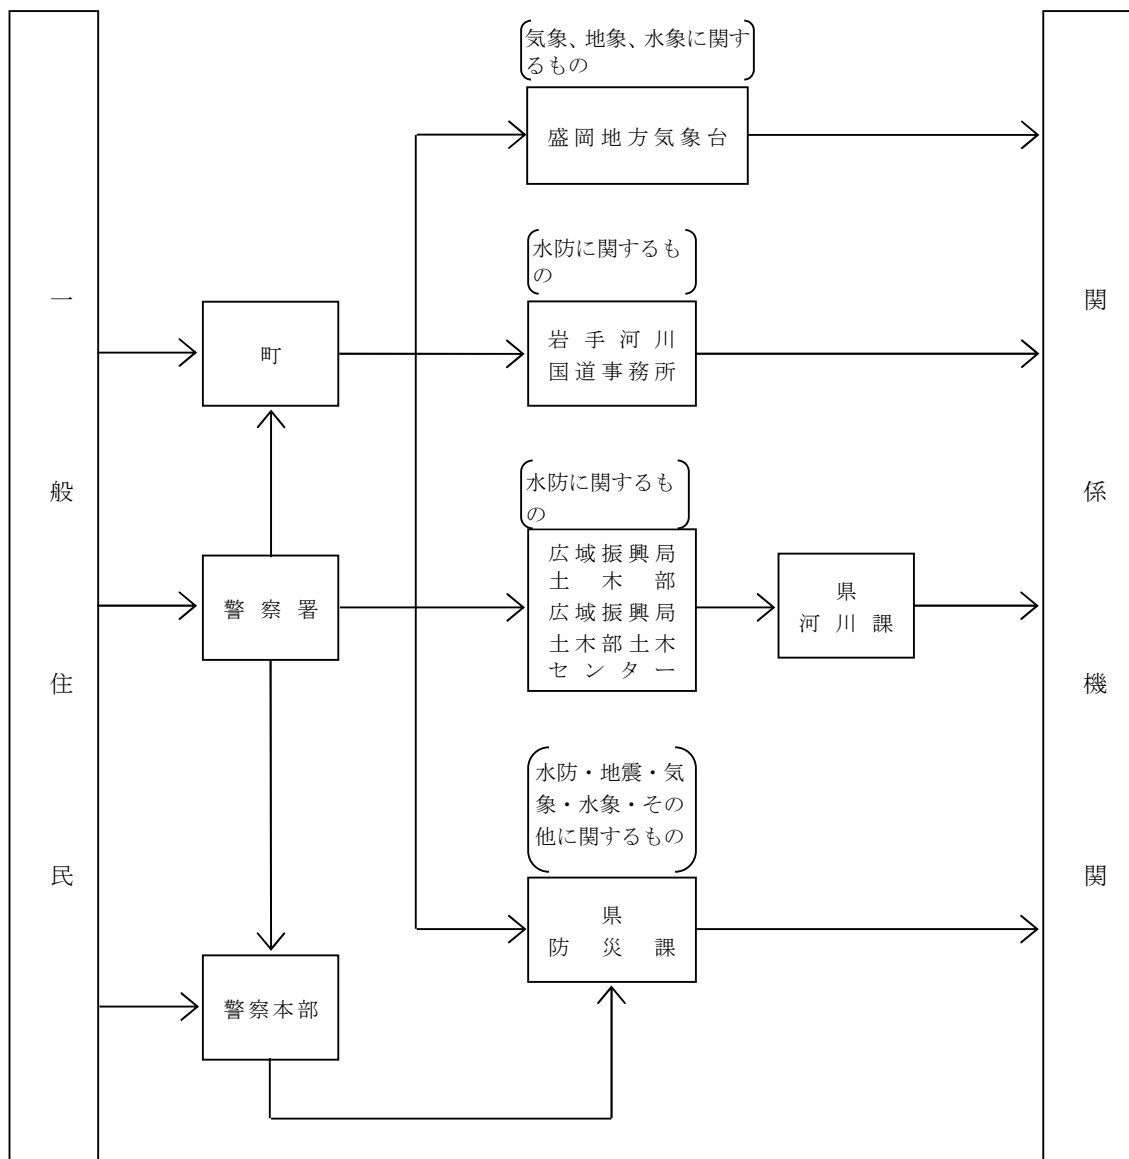 一般住民
気象、地象、水象に関す
るもの
盛岡地方気象台
水防に関するも
の
町
岩手河川
国道事務所
水防に関するも
の
警察署
広域振興局
土木部
広域振興局
土木部土木
センター
県
河川課
水防・地震・気
象・水象・その
他に関するもの
県
防災課
警察本部
関係機関